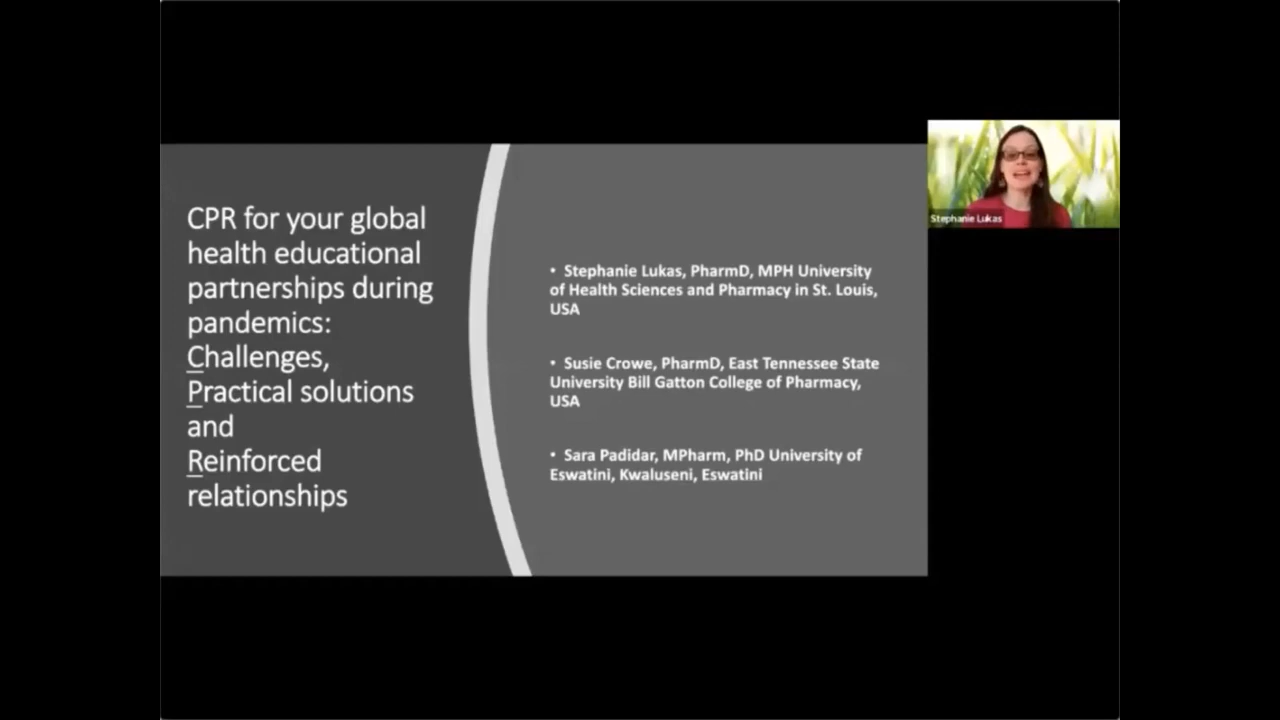 CPR for your global
health educational
partnerships during
pandemics:
Challenges,
Practical solutions
and
Reinforced
relationships
• Stephanie Lukas, PharmD, MPH University
of Health Sciences and Pharmacy in St. Louis,
USA
• Susie Crowe, PharmD, East Tennessee State
University Bill Gatton College of Pharmacy,
USA
• Sara Padidar, MPharm, PhD University of
Eswatini, Kwaluseni, Eswatini
Stephanie Lukas